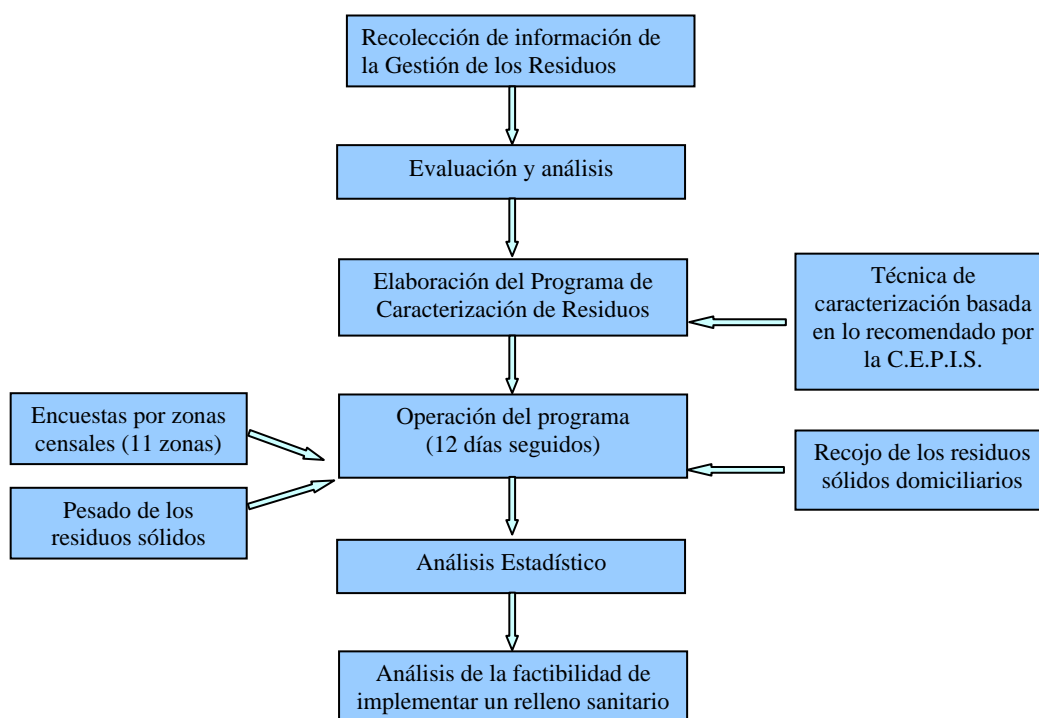 Recolección de información de
la Gestión de los Residuos
Evaluación y análisis
Elaboración del Programa de
Caracterización de Residuos
Técnica de
caracterización basada
en lo recomendado por
la C.E.P.I.S.
Encuestas por zonas
censales (11 zonas)
Operación del programa
(12 días seguidos)
Recojo de los residuos
sólidos domiciliarios
Pesado de los
residuos sólidos
Análisis Estadístico
Análisis de la factibilidad de
implementar un relleno sanitario